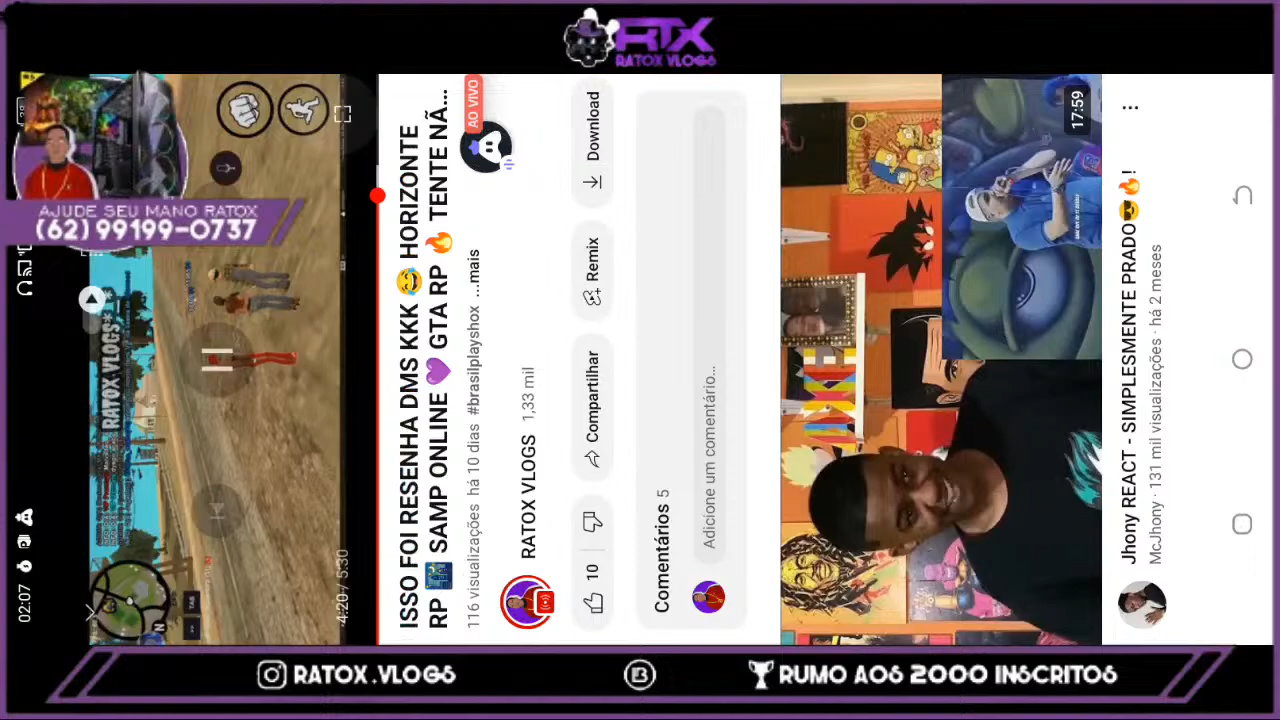 RTX
RATOX VLOGS
AJUDE SEU MANO RATOX
(62) 99199-0737
02:07
RATOX VLOGS*
N
TAB
>>
4:20 / 5:30
ISSO FOI RESENHA DMS KKK 😂 HORIZONTE
RP 🌃 SAMP ONLINE 💜 GTA RP 🔥 TENTE NÃ...
116 visualizações há 10 dias #brasilplayshox ...mais
AO VIVO
RATOX VLOGS 1,33 mil
10
Compartilhar
Remix
Download
Comentários 5
Adicione um comentário...
17:59
Jhony REACT - SIMPLESMENTE PRADO😎🔥!
McJhony · 131 mil visualizações · há 2 meses
RATOX.VLOGS
RUMO AOS 2000 INSCRITOS